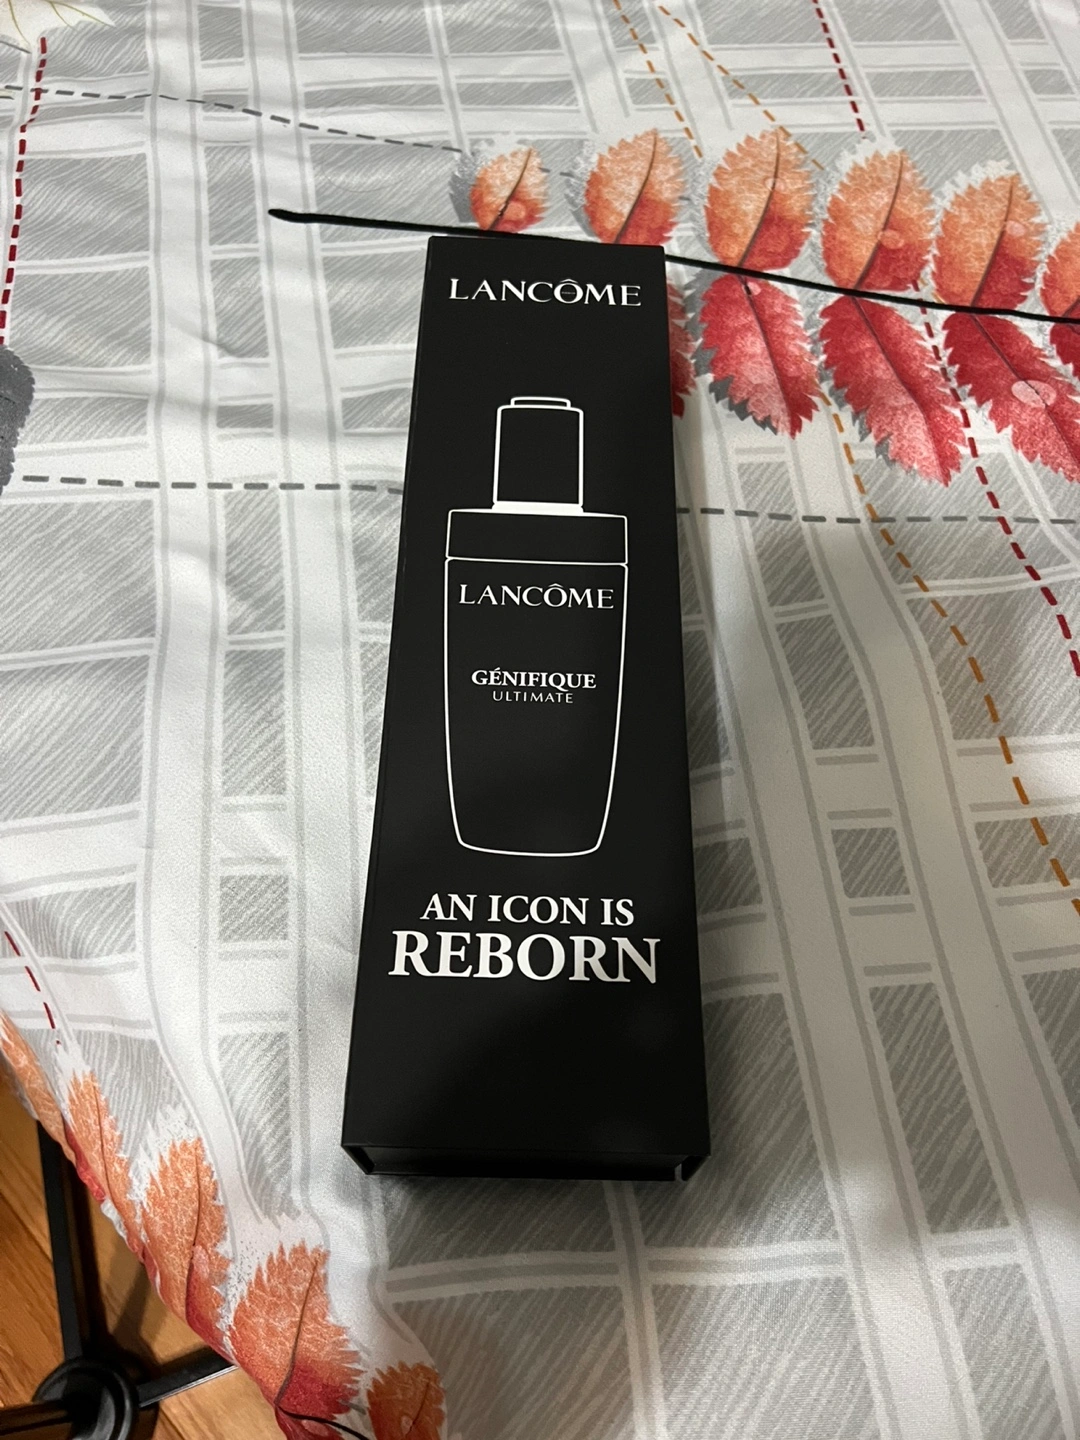 LANCÔME
LANCÔME
GÉNIFIQUE
ULTIMATE
AN ICON IS
REBORN